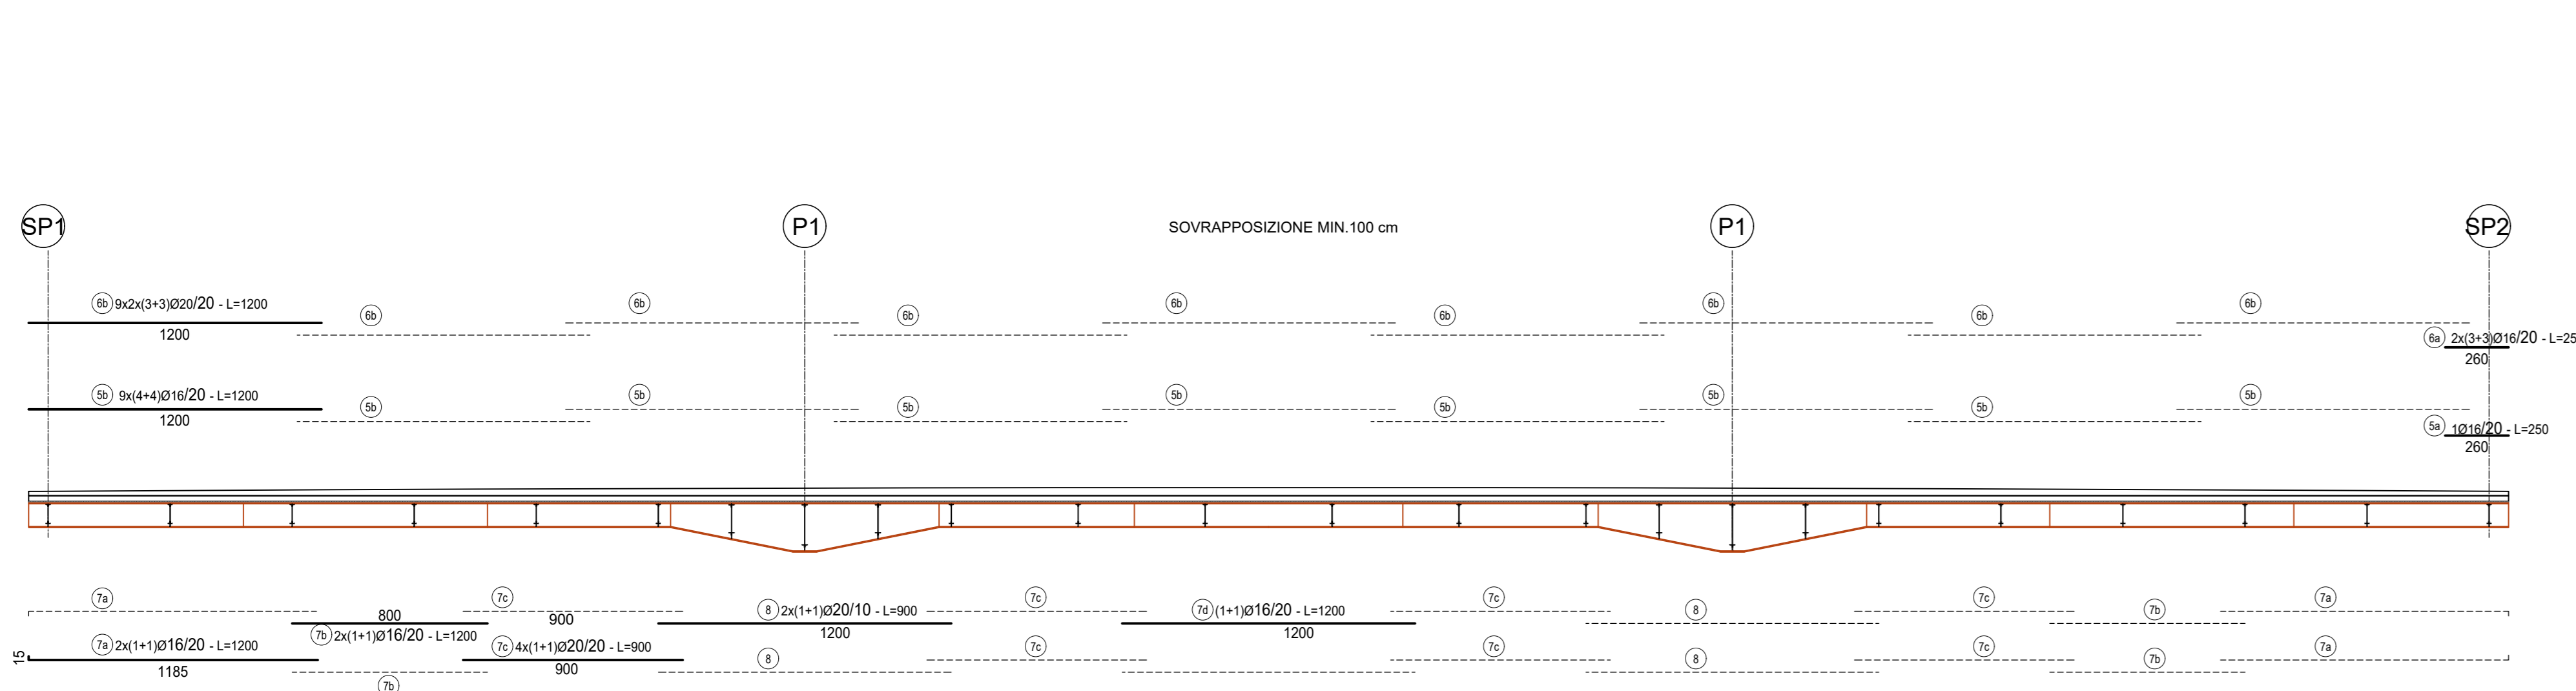 SP1 P1 SOVRAPPOSIZIONE MIN.100 cm P1 SP2
6b 9x2x(3+3)Ø20/20 - L=1200 6b 6b 6b 6b 6b 6b 6b 6b
1200
6a 2x(3+3)Ø16/20 - L=25
260
5b 9x(4+4)Ø16/20 - L=1200 5b 5b 5b 5b 5b 5b 5b 5b
1200
5a 1Ø16/20 - L=250
260
7a 7c 8 2x(1+1)Ø20/10 - L=900 7c 7d (1+1)Ø16/20 - L=1200 7c 8 7c 7b 7a
800 900 1200 1200
7b 2x(1+1)Ø16/20 - L=1200
15 7a 2x(1+1)Ø16/20 - L=1200 7c 4x(1+1)Ø20/20 - L=900 8 7c 7c 8 7c 7b 7a
1185 900
7b